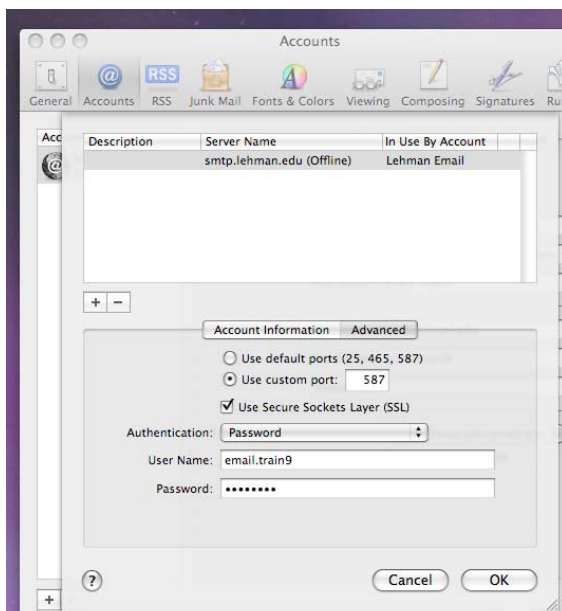 Accounts
@ RSS
General Accounts RSS Junk Mail Fonts & Colors Viewing Composing Signatures Ru
Acc
Description Server Name In Use By Account
smtp.lehman.edu (Offline) Lehman Email
+ −
Account Information Advanced
Use default ports (25, 465, 587)
Use custom port: 587
Use Secure Sockets Layer (SSL)
Authentication: Password
User Name: email.train9
Password: ••••••••
? Cancel OK
+